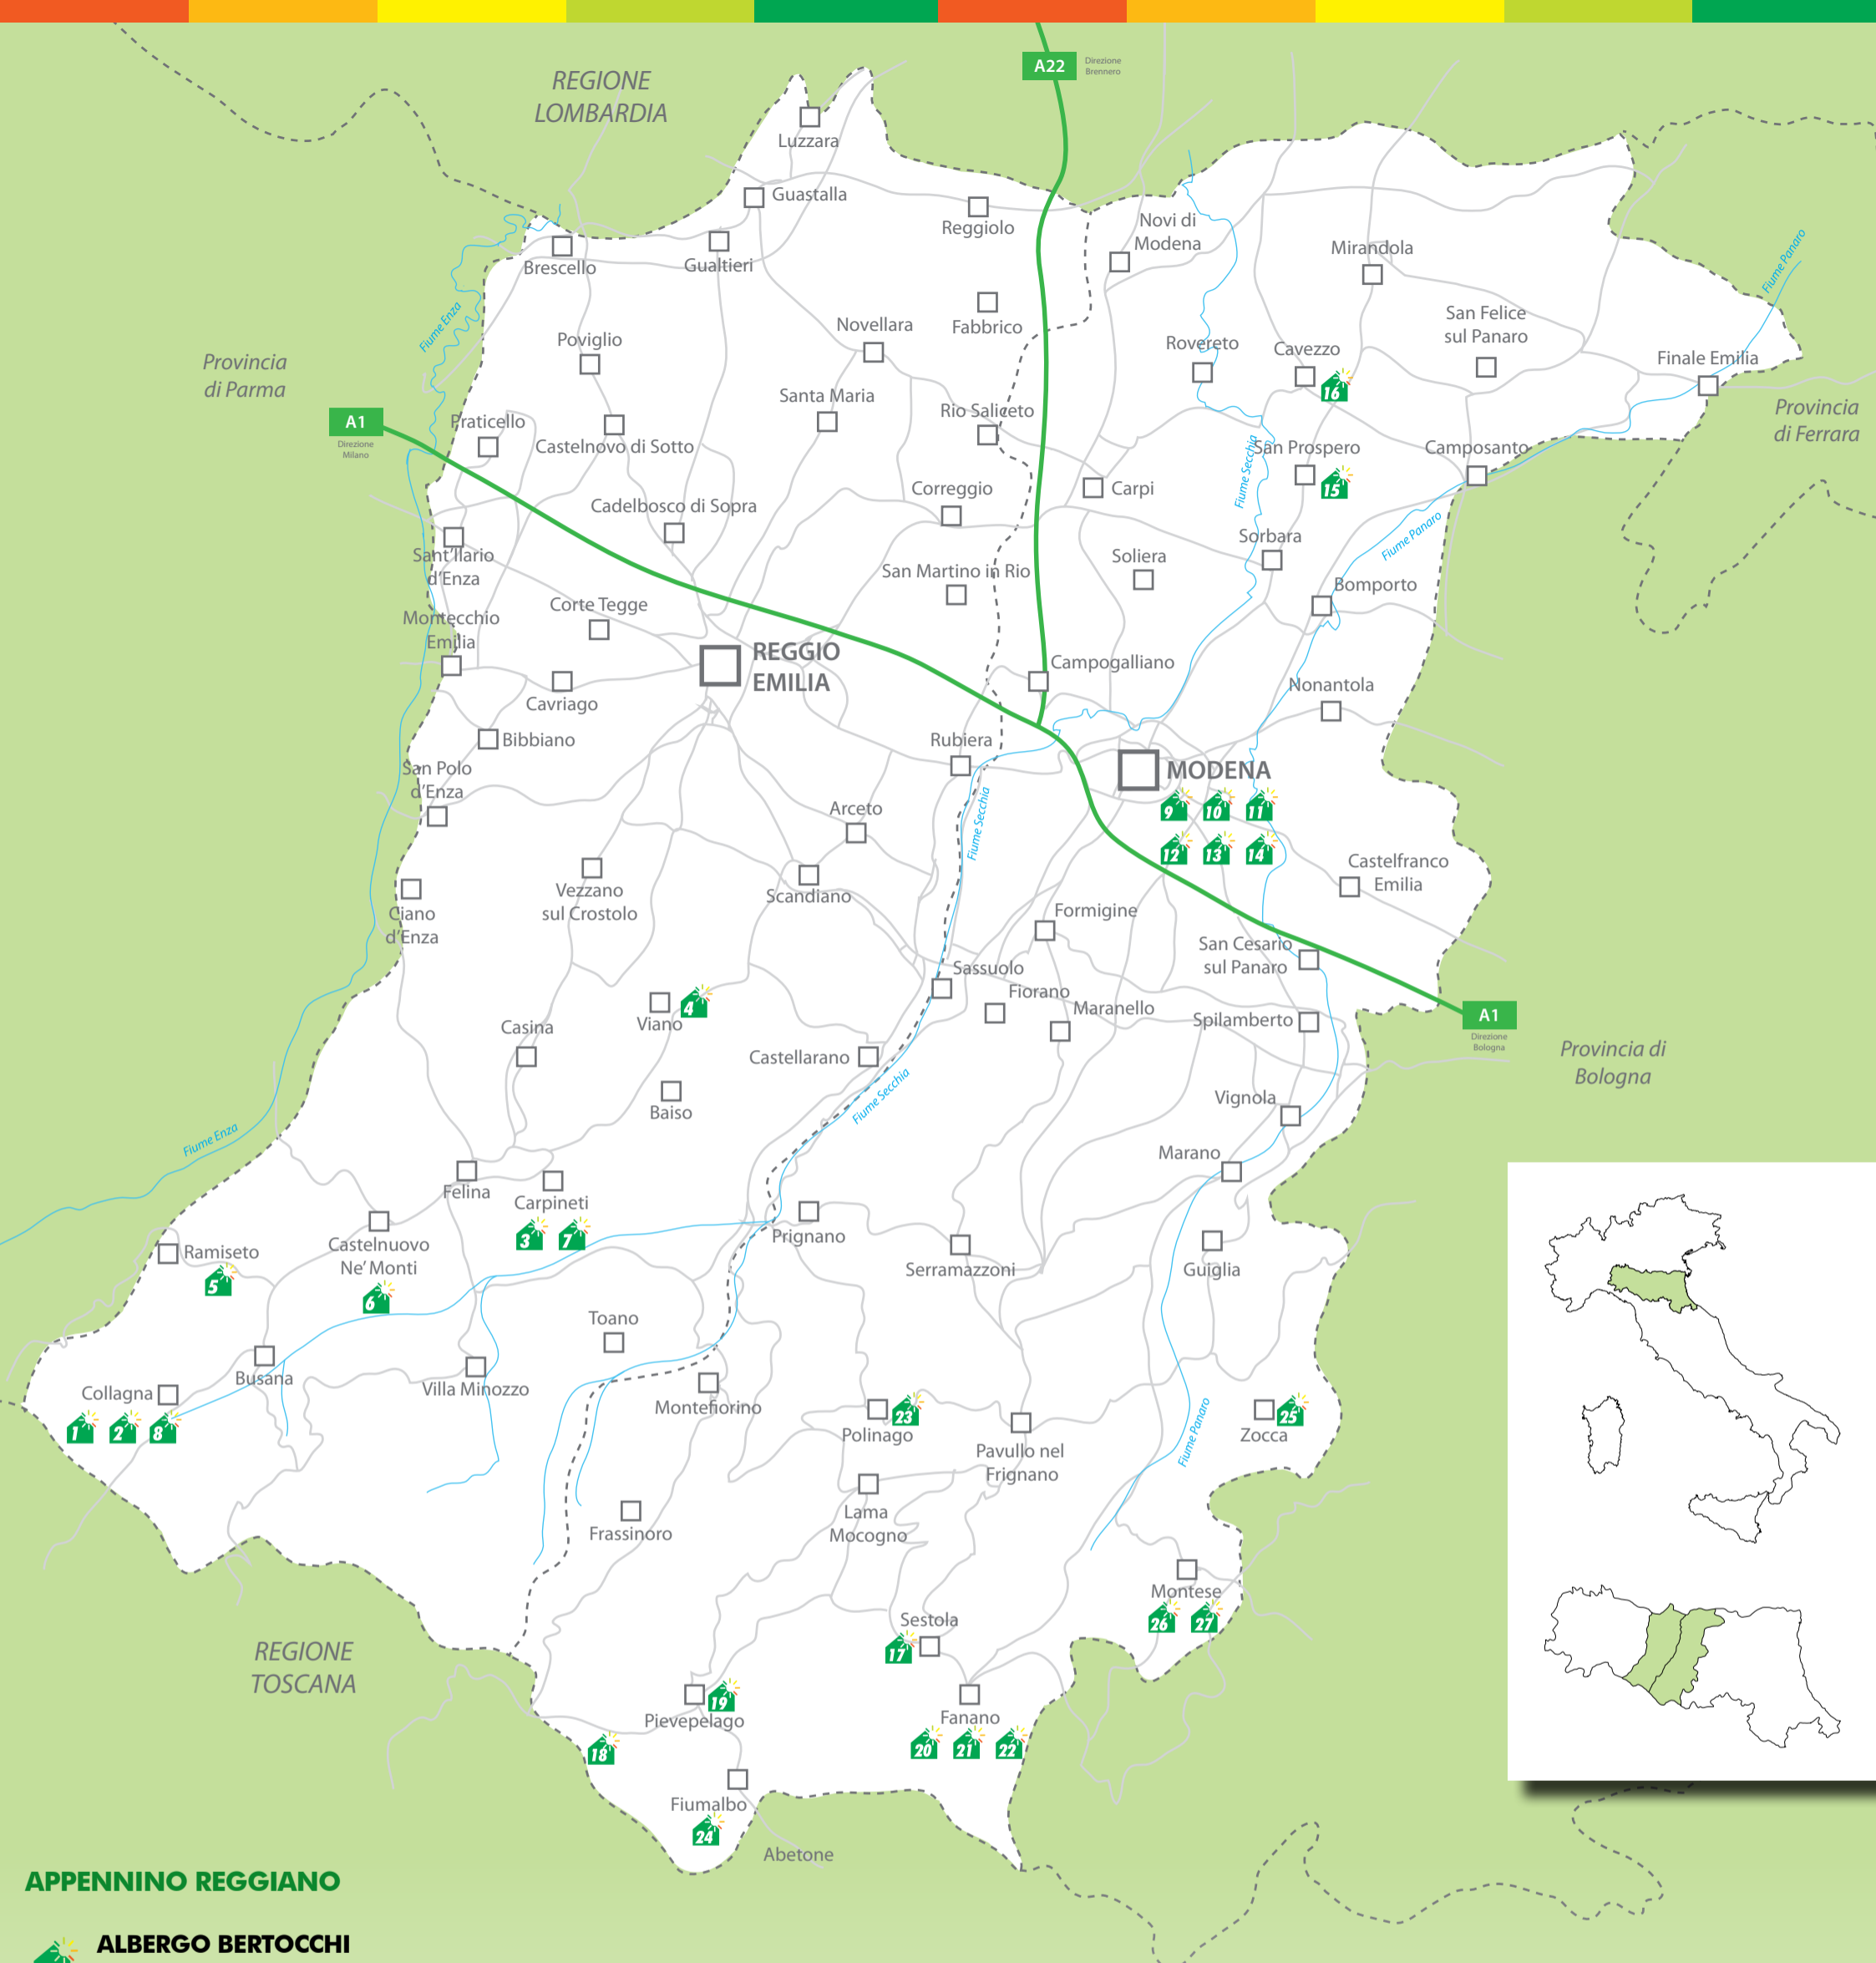 A22
Direzione
Brennero
REGIONE
LOMBARDIA
Luzzara
Guastalla
Reggiolo
Novi di
Modena
Brescello
Gualtieri
Mirandola
Fiume Panaro
Fiume Enza
Fabbrico
Novellara
San Felice
sul Panaro
Poviglio
Rovereto
Cavezzo
Finale Emilia
Provincia
di Parma
16
Santa Maria
Rio Saliceto
Provincia
di Ferrara
A1
Direzione
Milano
Praticello
Castelnovo di Sotto
Fiume Secchia
San Prospero
Camposanto
15
Correggio
Carpi
Cadelbosco di Sopra
Sant'Ilario
d'Enza
Sorbara
Fiume Panaro
Soliera
San Martino in Rio
Bomporto
Corte Tegge
Montecchio
Emilia
REGGIO
EMILIA
Campogalliano
Nonantola
Cavriago
Bibbiano
Rubiera
San Polo
d'Enza
MODENA
9
10
11
12
13
14
Arceto
Fiume Secchia
Castelfranco
Emilia
Vezzano
sul Crostolo
Scandiano
Ciano
d'Enza
Formigine
San Cesario
sul Panaro
Sassuolo
Fiorano
Maranello
Spilamberto
A1
Direzione
Bologna
Viano
4
Casina
Castellarano
Provincia di
Bologna
Baiso
Fiume Secchia
Vignola
Fiume Enza
Marano
Felina
Carpineti
3
7
Prignano
Ramiseto
5
Castelnuovo
Ne' Monti
6
Serramazzoni
Guiglia
Toano
Busana
Villa Minozzo
Collagna
1
2
8
Montefiorino
Polinago
23
Pavullo nel
Frignano
Fiume Panaro
Zocca
25
Lama
Mocogno
Frassinoro
Montese
26
27
Sestola
17
REGIONE
TOSCANA
Pievepelago
19
Fanano
20
21
22
18
Fiumalbo
24
Abetone
APPENNINO REGGIANO
ALBERGO BERTOCCHI